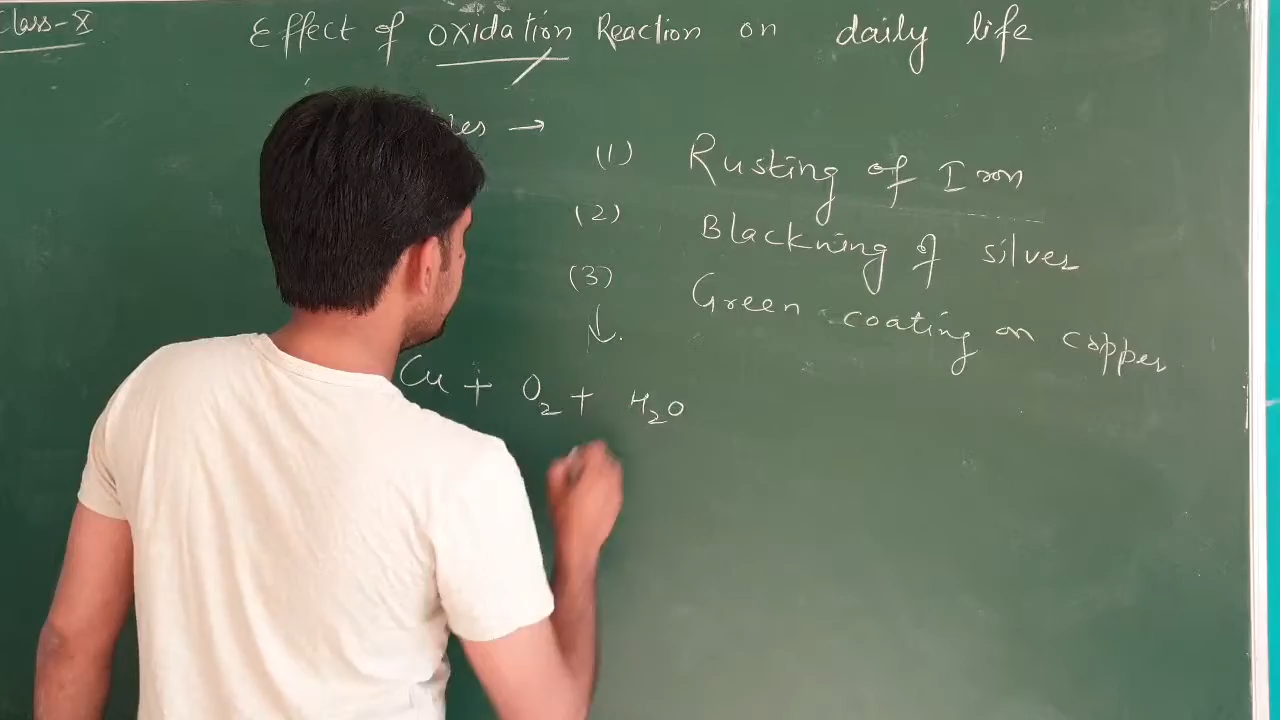 Class-X
Effect of oxidation Reaction on daily life
→
(1) Rusting of Iron
(2) Blackning of silver
(3) Green coating on copper
↓
Cu + O2 + H2O